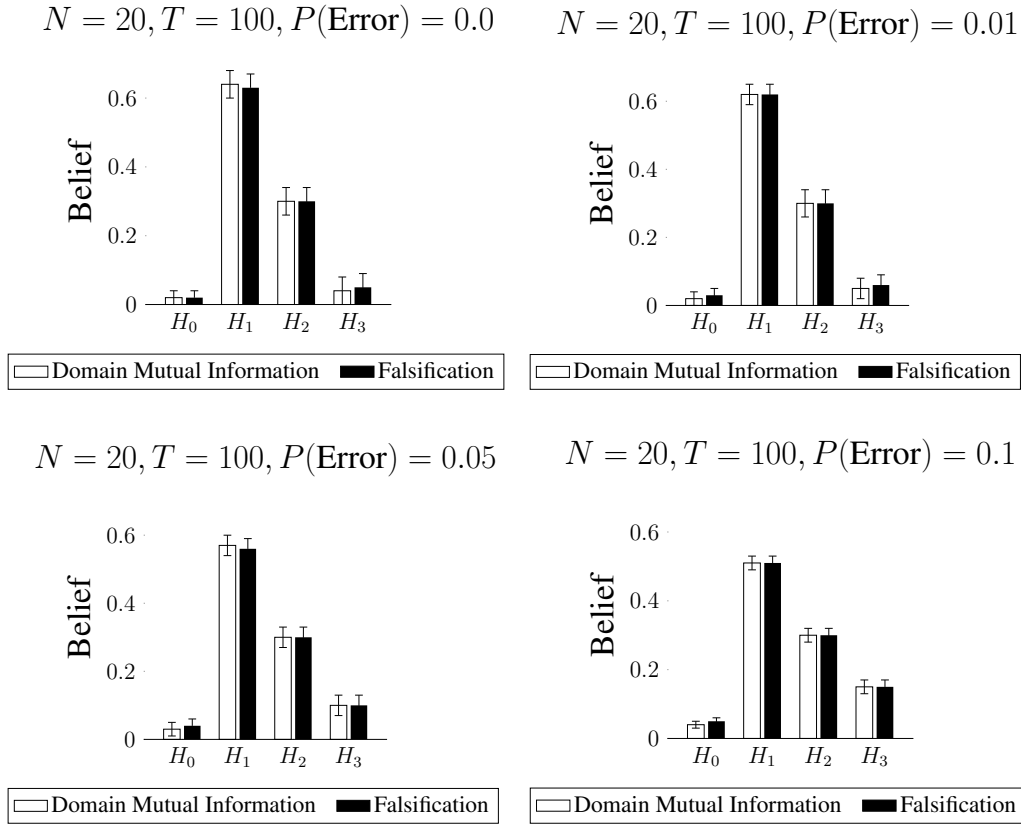 N = 20, T = 100, P(Error) = 0.0
0.6
0.4
0.2
0
Belief
H₀ H₁ H₂ H₃
Domain Mutual Information Falsification
N = 20, T = 100, P(Error) = 0.01
0.6
0.4
0.2
0
Belief
H₀ H₁ H₂ H₃
Domain Mutual Information Falsification
N = 20, T = 100, P(Error) = 0.05
0.6
0.4
0.2
0
Belief
H₀ H₁ H₂ H₃
Domain Mutual Information Falsification
N = 20, T = 100, P(Error) = 0.1
0.6
0.4
0.2
0
Belief
H₀ H₁ H₂ H₃
Domain Mutual Information Falsification